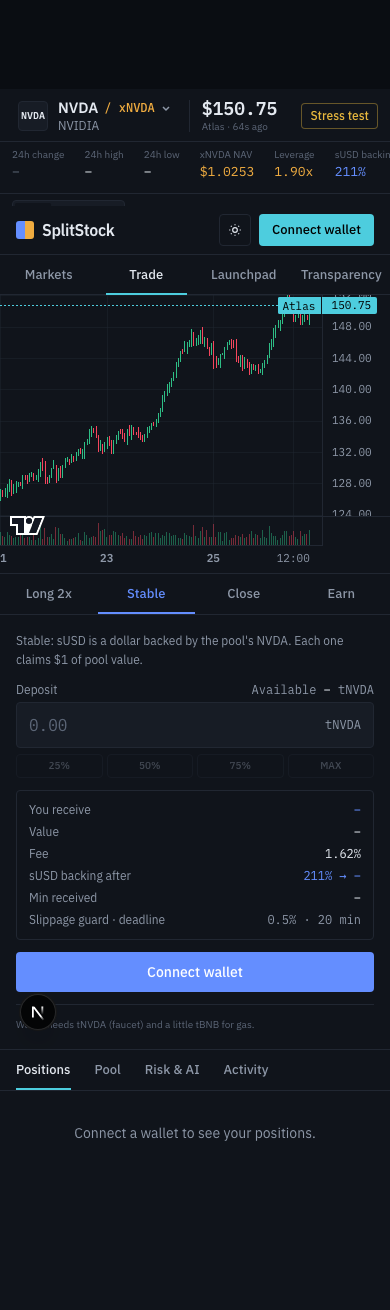 NVDA
NVDA / xNVDA
NVIDIA
$150.75
Atlas · 64s ago
Stress test
24h change
24h high
24h low
xNVDA NAV
Leverage
sUSD backin
–
–
–
$1.0253
1.90x
211%
SplitStock
Connect wallet
Markets
Trade
Launchpad
Transparency
Atlas 150.75
148.00
144.00
140.00
136.00
132.00
128.00
124.00
23
25
12:00
Long 2x
Stable
Close
Earn
Stable: sUSD is a dollar backed by the pool's NVDA. Each one
claims $1 of pool value.
Deposit
Available – tNVDA
0.00
tNVDA
25%
50%
75%
MAX
You receive –
Value –
Fee 1.62%
sUSD backing after 211% → –
Min received –
Slippage guard · deadline 0.5% · 20 min
Connect wallet
N
needs tNVDA (faucet) and a little tBNB for gas.
Positions
Pool
Risk & AI
Activity
Connect a wallet to see your positions.